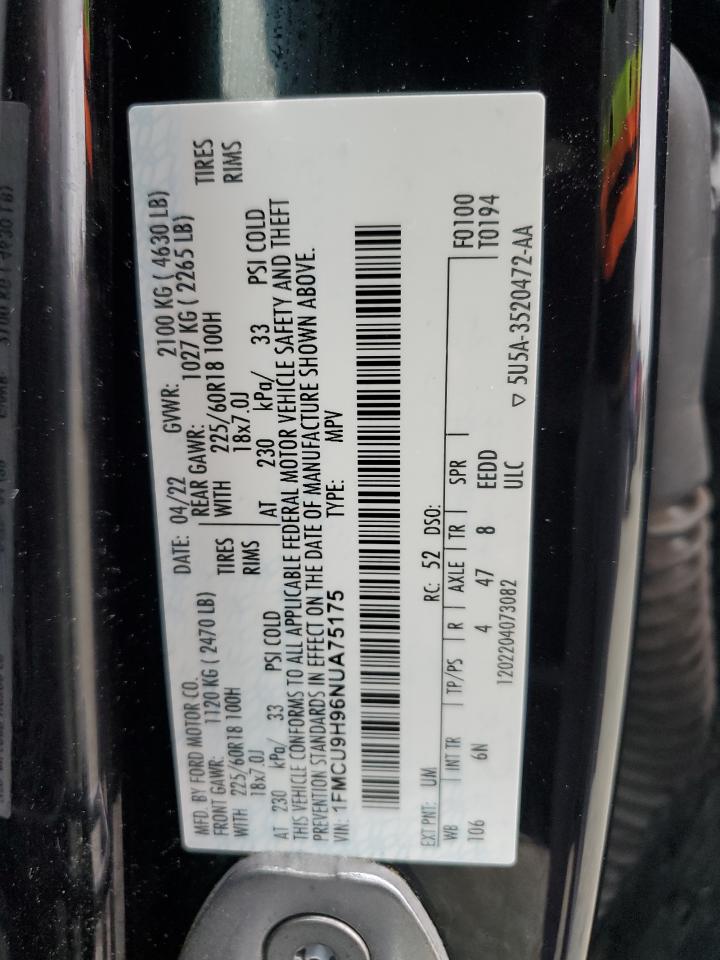 MFD. BY FORD MOTOR CO.
DATE: 04/22 GVWR: 2100 KG ( 4630 LB)
FRONT GAWR: 1120 KG ( 2470 LB) REAR GAWR: 1027 KG ( 2265 LB)
WITH 225/60R18 100H TIRES WITH 225/60R18 100H TIRES
18x7.0J RIMS 18x7.0J RIMS
AT 230 kPa/ 33 PSI COLD AT 230 kPa/ 33 PSI COLD
THIS VEHICLE CONFORMS TO ALL APPLICABLE FEDERAL MOTOR VEHICLE SAFETY AND THEFT
PREVENTION STANDARDS IN EFFECT ON THE DATE OF MANUFACTURE SHOWN ABOVE.
VIN: 1FMCU9H96NUA75175 TYPE: MPV
EXT PNT: UM RC: 52 DSO:
WB INT TR TP/PS R AXLE TR SPR F0100
106 6N 4 47 8 EEDD T0194
1202204073082 ULC ▽ 5U5A-3520472-AA